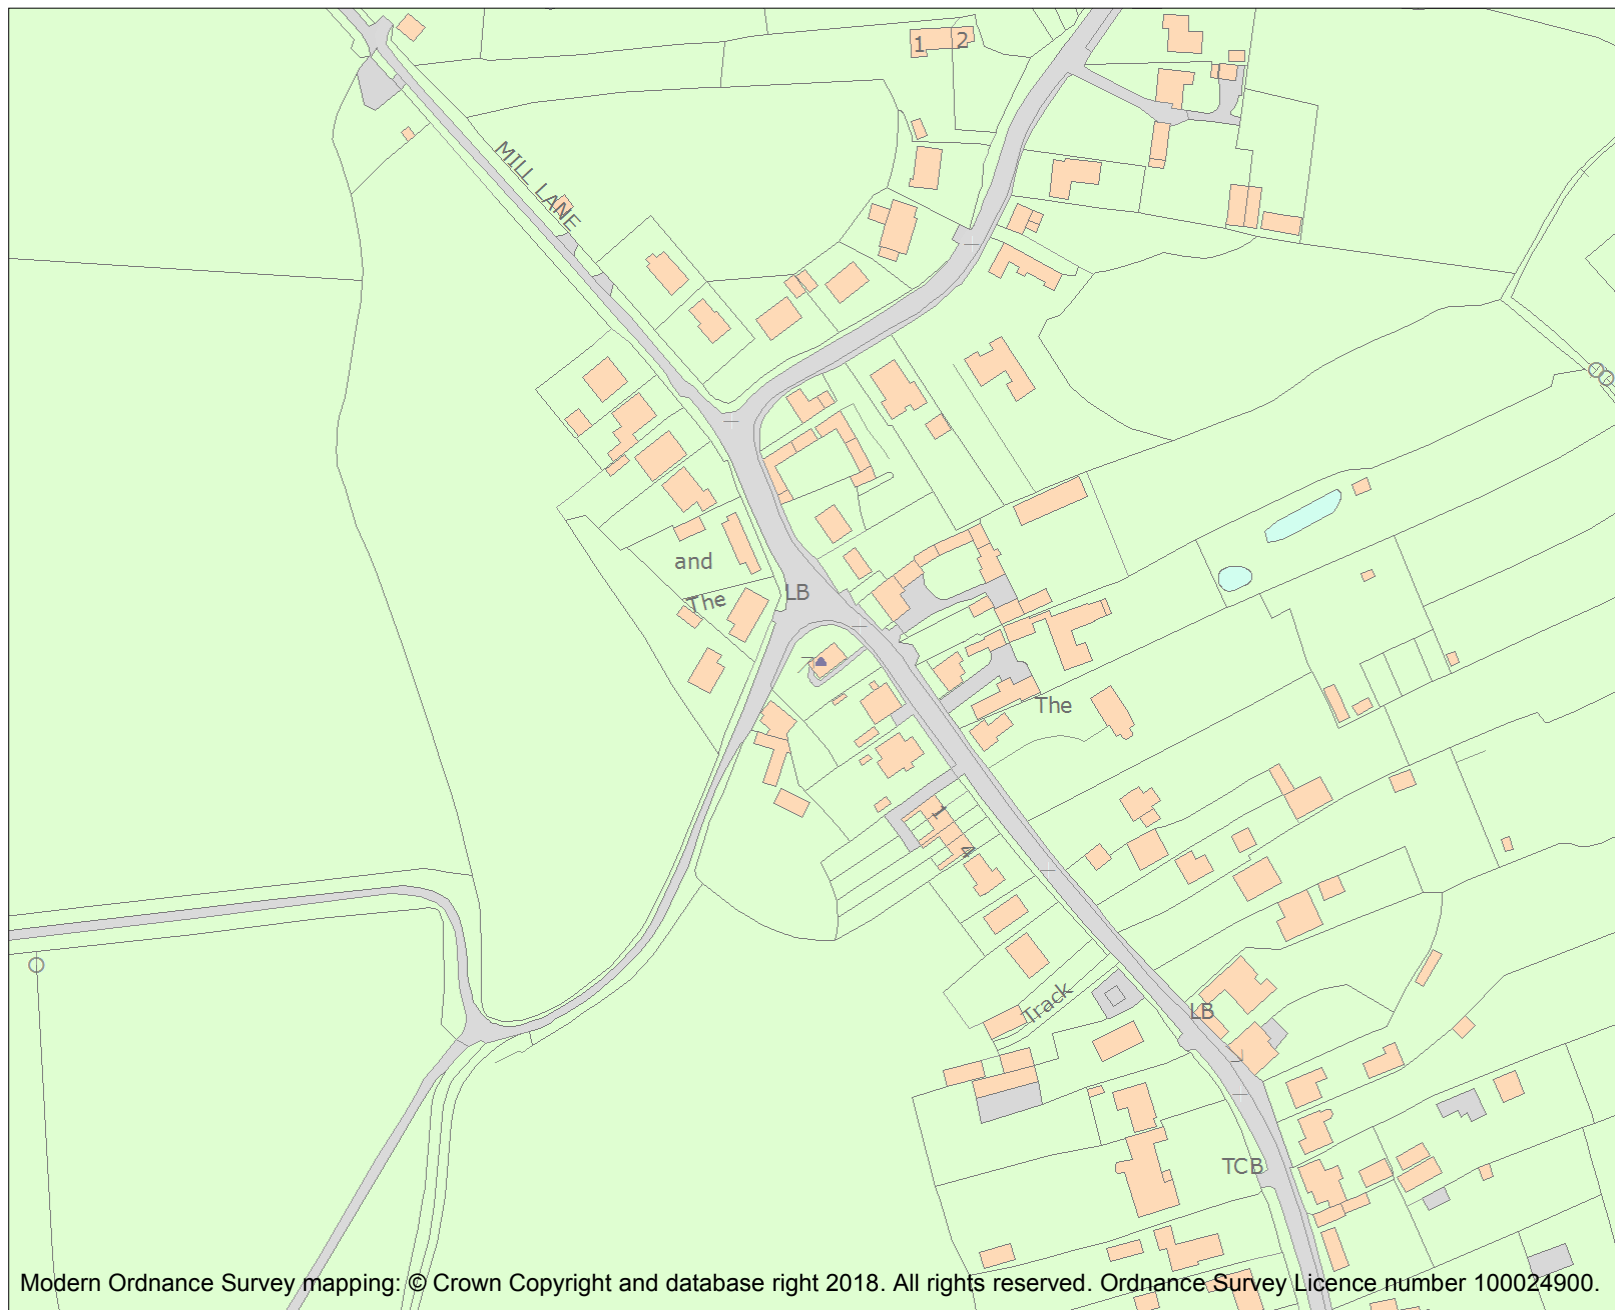 1
2
MILL LANE
and
The
LB
The
1
4
Track
LB
TCB
Modern Ordnance Survey mapping: © Crown Copyright and database right 2018. All rights reserved. Ordnance Survey Licence number 100024900.